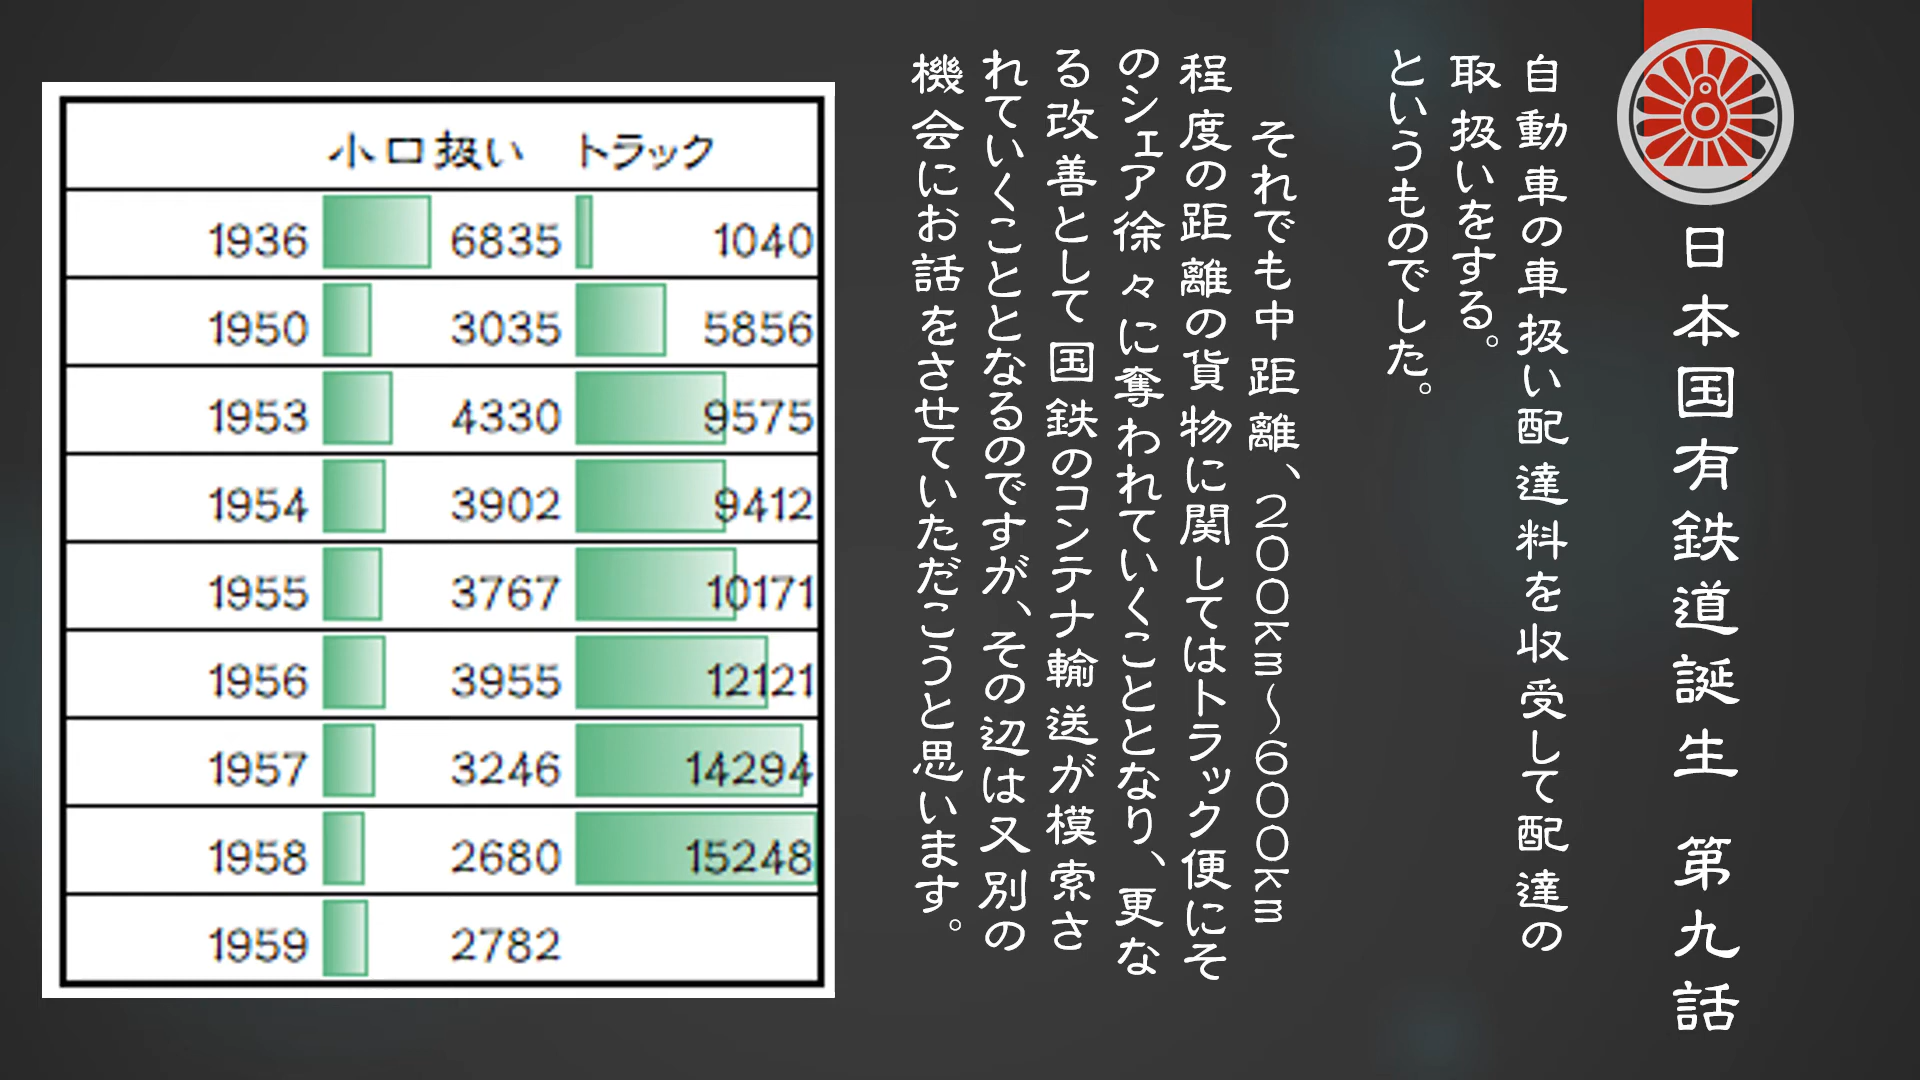 日本国有鉄道誕生 第九話
自動車の車扱い配達料を収受して配達の
取扱いをする。
というものでした。
それでも中距離、200km～600km
程度の距離の貨物に関してはトラック便にそ
のシェア徐々に奪われていくこととなり、更な
る改善として国鉄のコンテナ輸送が模索さ
れていくこととなるのですが、その辺は又別の
機会にお話をさせていただこうと思います。
小口扱い トラック
1936 6835 1040
1950 3035 5856
1953 4330 9575
1954 3902 9412
1955 3767 10171
1956 3955 12121
1957 3246 14294
1958 2680 15248
1959 2782